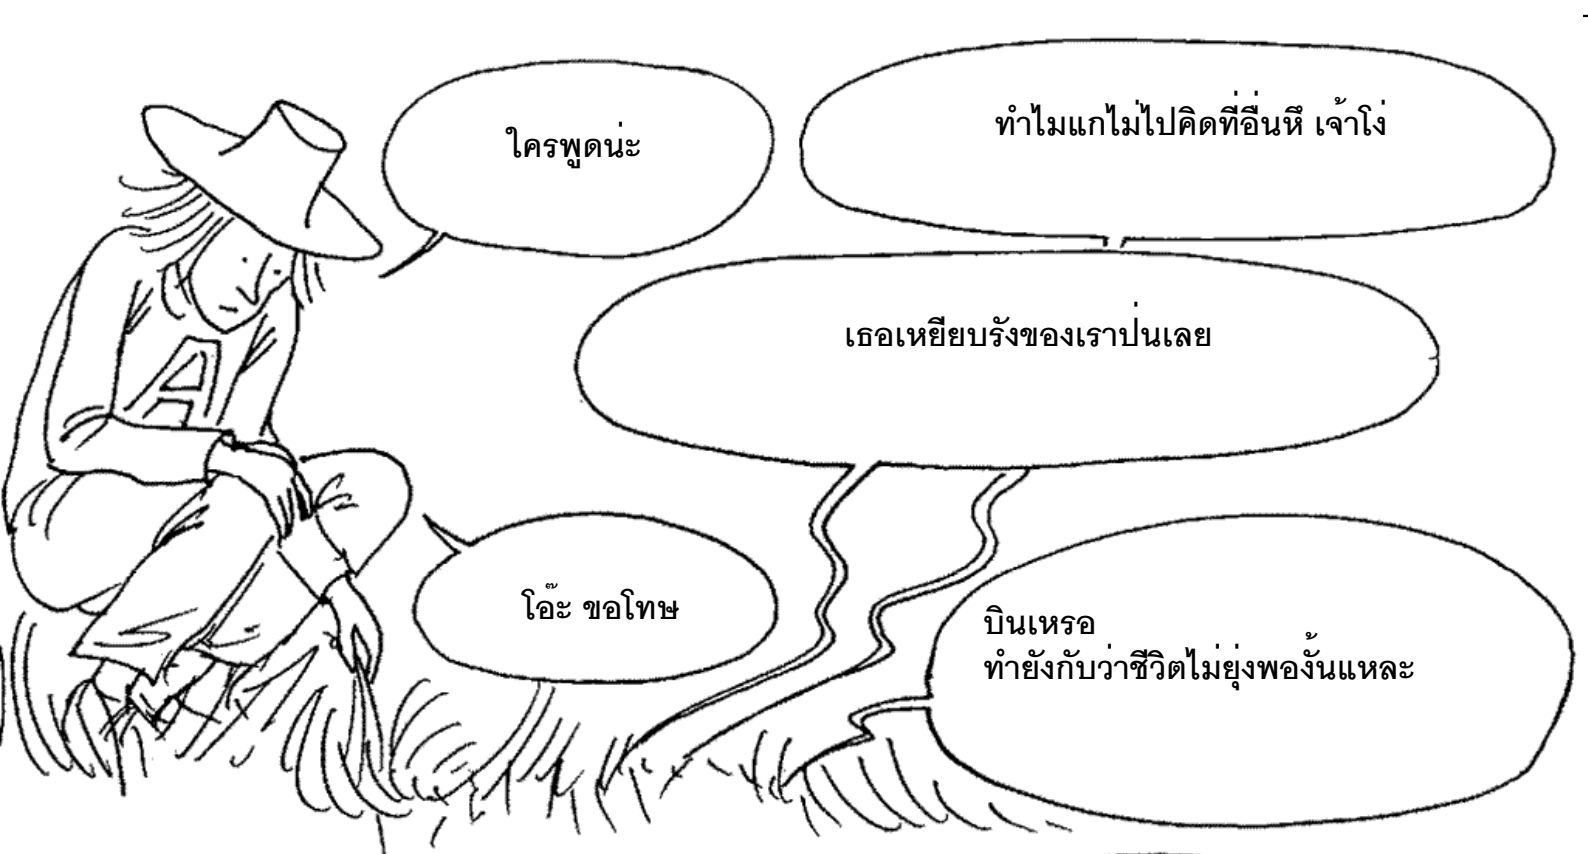 ใครพูดน่ะ
ทำไมแกไม่ไปคิดที่อื่นหึ เจ้าโง่
เธอเหยียบรังของเราป่นเลย
โอ๊ะ ขอโทษ
บินเหรอ
ทำยังกับว่าชีวิตไม่ยุ่งพองั้นแหละ
A